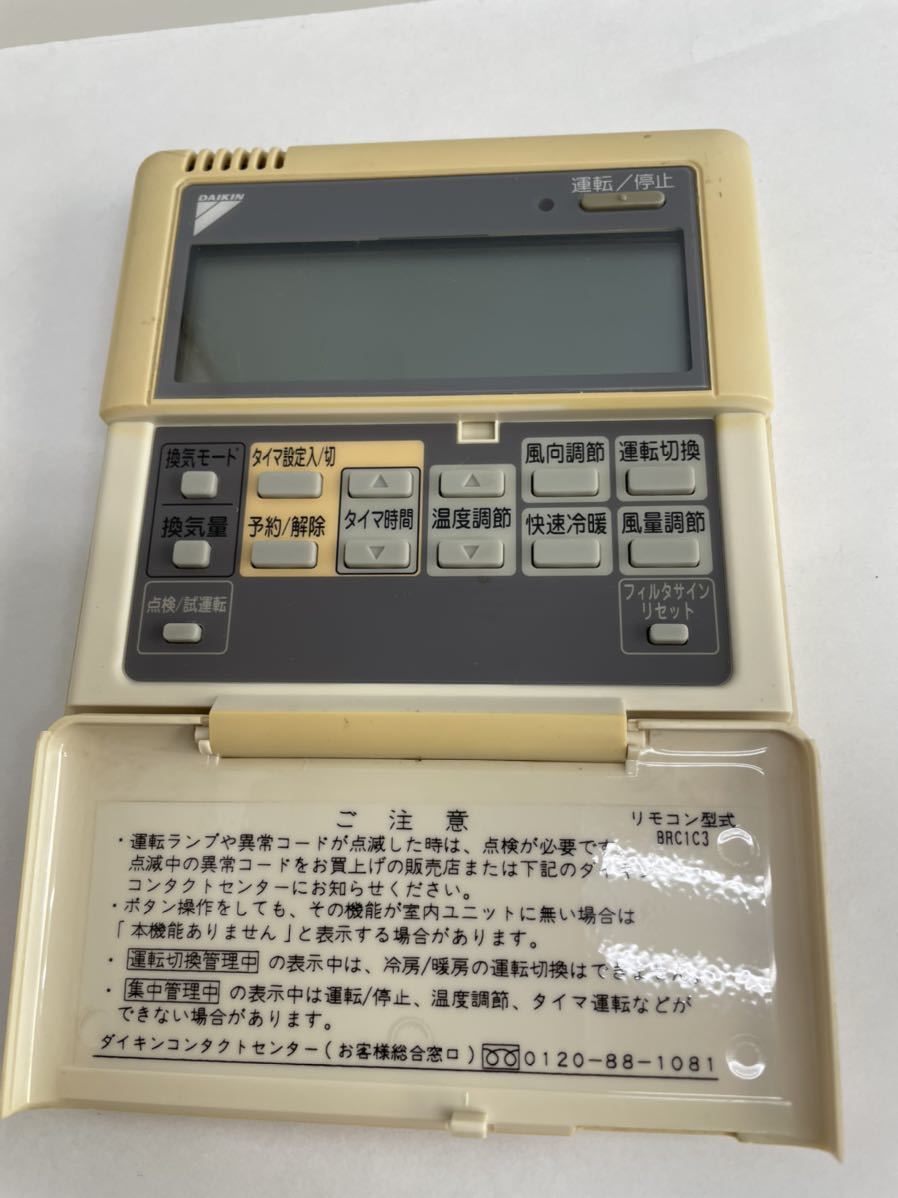 DAIKIN
運転/停止
換気モード
タイマ設定入/切
風向調節
運転切換
換気量
予約/解除
タイマ時間
温度調節
快速冷暖
風量調節
点検/試運転
フィルタサイン
リセット
ご注意
リモコン型式
BRC1C3
・運転ランプや異常コードが点減した時は、点検が必要です
点減中の異常コードをお買上げの販売店または下記のダイキン
コンタクトセンターにお知らせください。
・ボタン操作をしても、その機能が室内ユニットに無い場合は
「本機能ありません」と表示する場合があります。
・運転切換管理中 の表示中は、冷房/暖房の運転切換はできません。
・集中管理中 の表示中は運転/停止、温度調節、タイマ運転などが
できない場合があります。
ダイキンコンタクトセンター(お客様総合窓口) 0120-88-1081